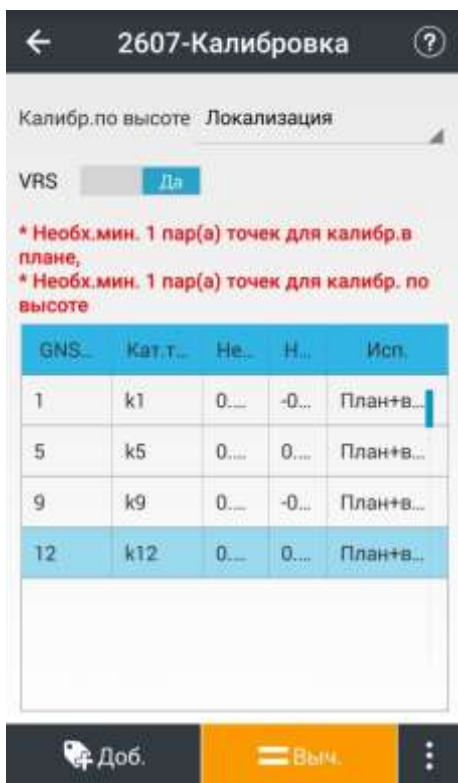 2607-Калибровка ?
Калибр.по высоте Локализация
VRS Да
* Необх.мин. 1 пар(а) точек для калибр.в
плане,
* Необх.мин. 1 пар(а) точек для калибр. по
высоте
GNS... Кат.т... Не... Н... Исп.
1 k1 0.... -0... План+в...
5 k5 0.... 0.... План+в...
9 k9 0.... -0... План+в...
12 k12 0.... 0.... План+в...
Доб. Выч.